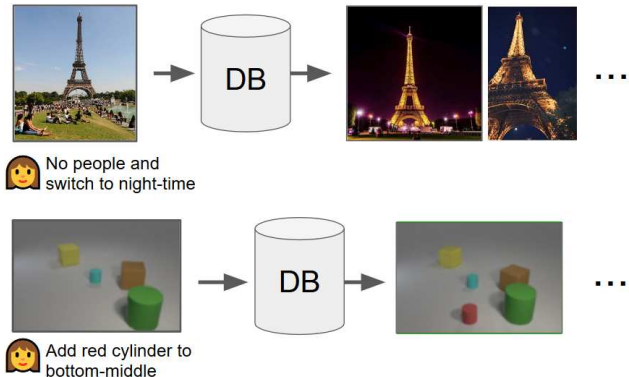 DB
...
No people and
switch to night-time
DB
...
Add red cylinder to
bottom-middle